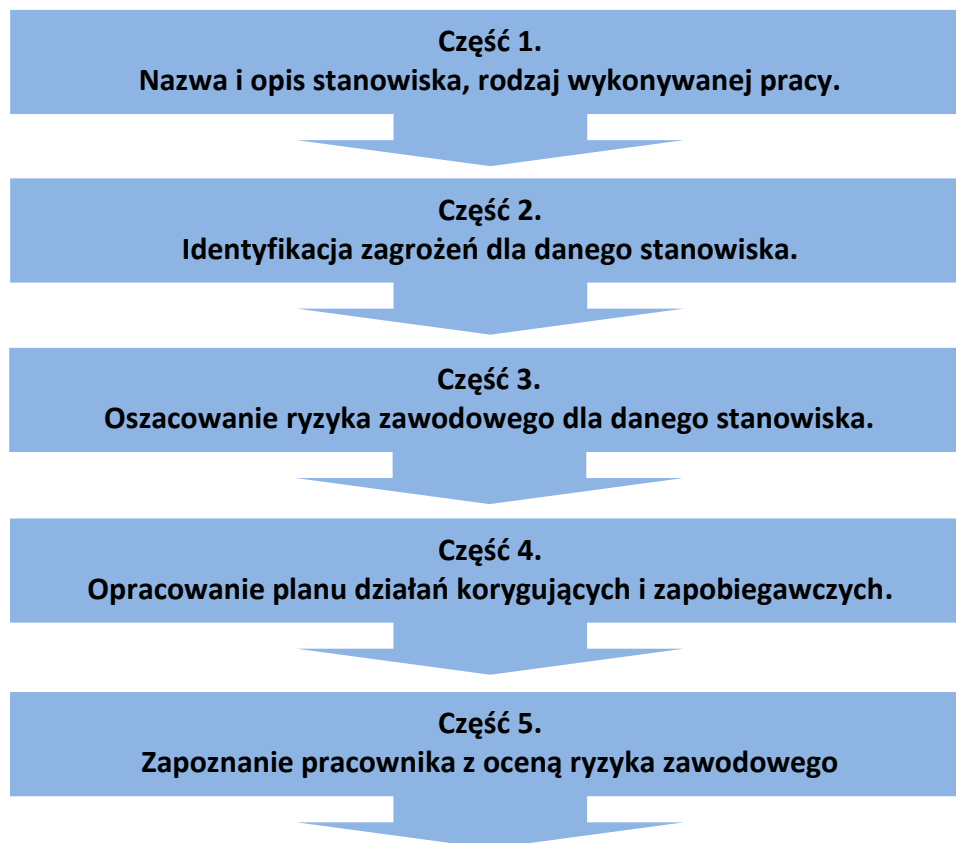 Część 1.
Nazwa i opis stanowiska, rodzaj wykonywanej pracy.
Część 2.
Identyfikacja zagrożeń dla danego stanowiska.
Część 3.
Oszacowanie ryzyka zawodowego dla danego stanowiska.
Część 4.
Opracowanie planu działań korygujących i zapobiegawczych.
Część 5.
Zapoznanie pracownika z oceną ryzyka zawodowego